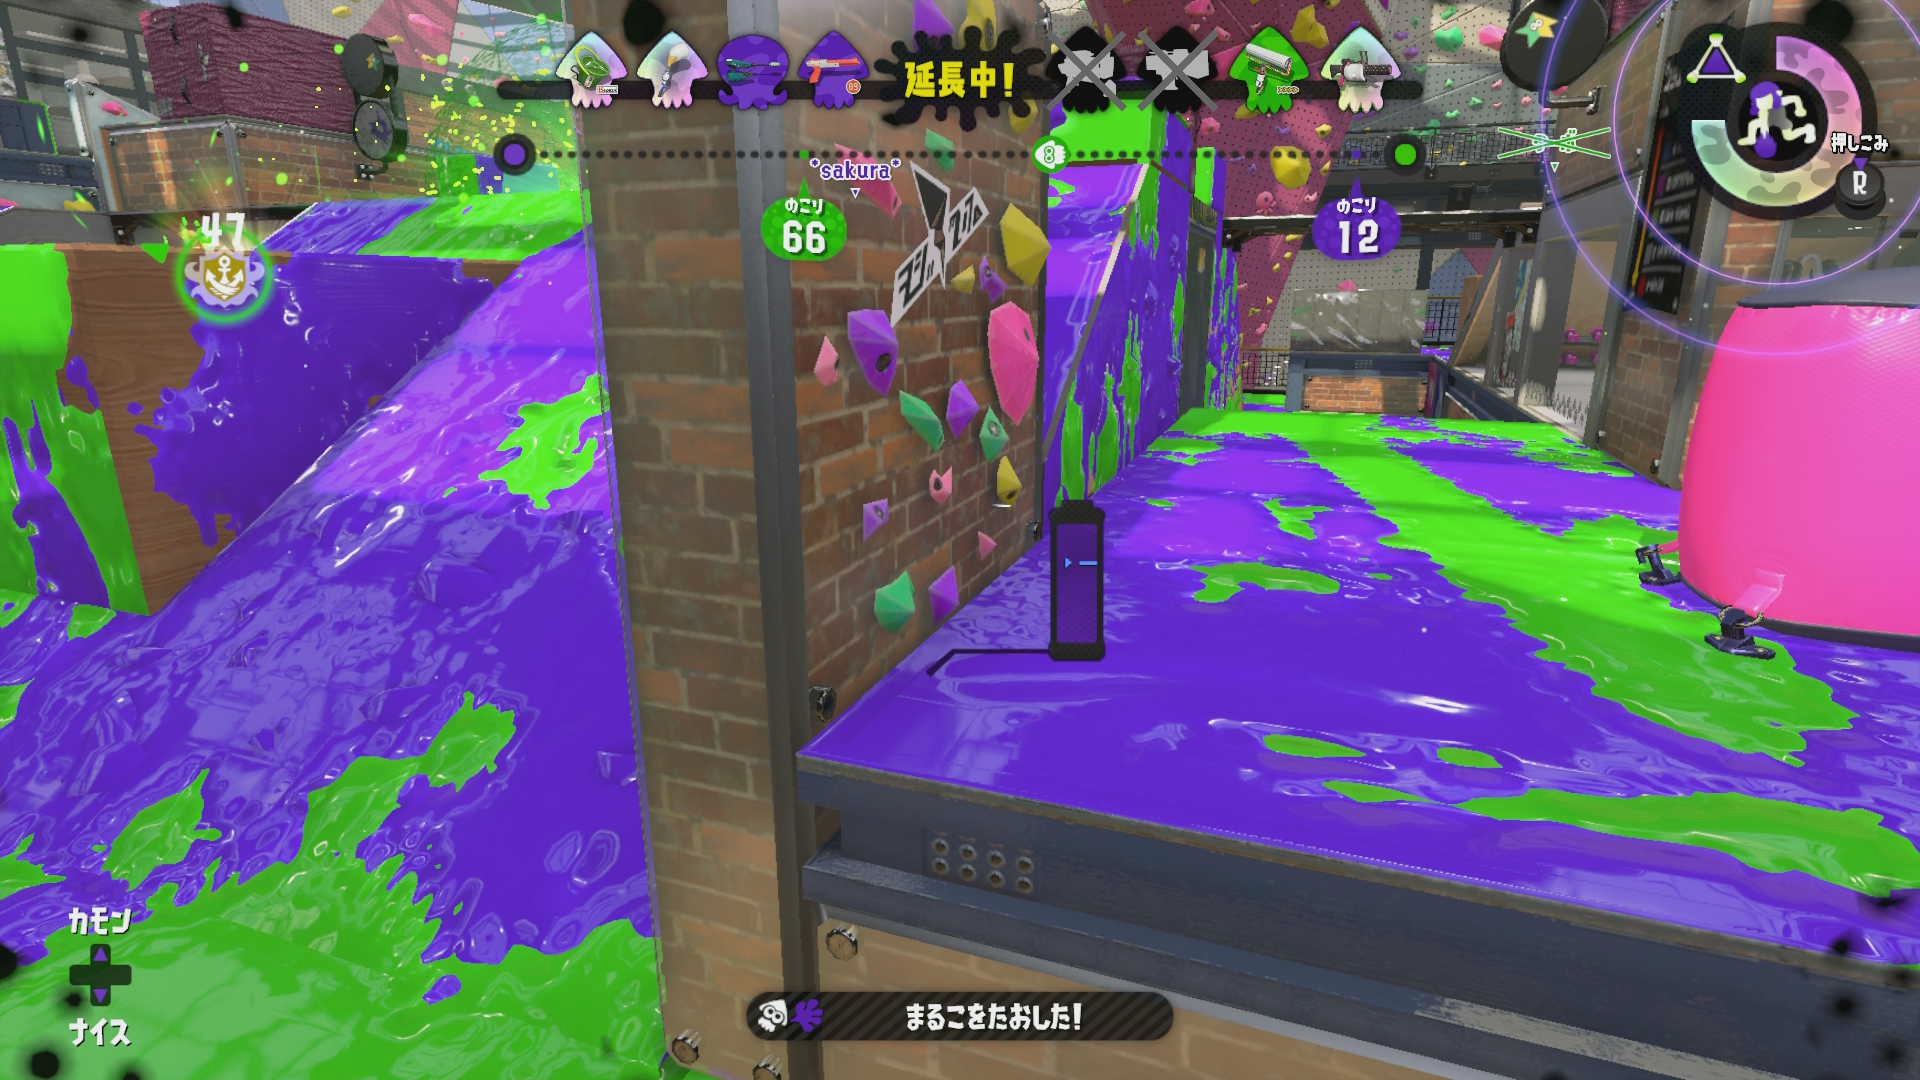 延長中!
*sakura*
のこり
66
のこり
12
47
押しこみ
R
カモン
ナイス
まるこをたおした!